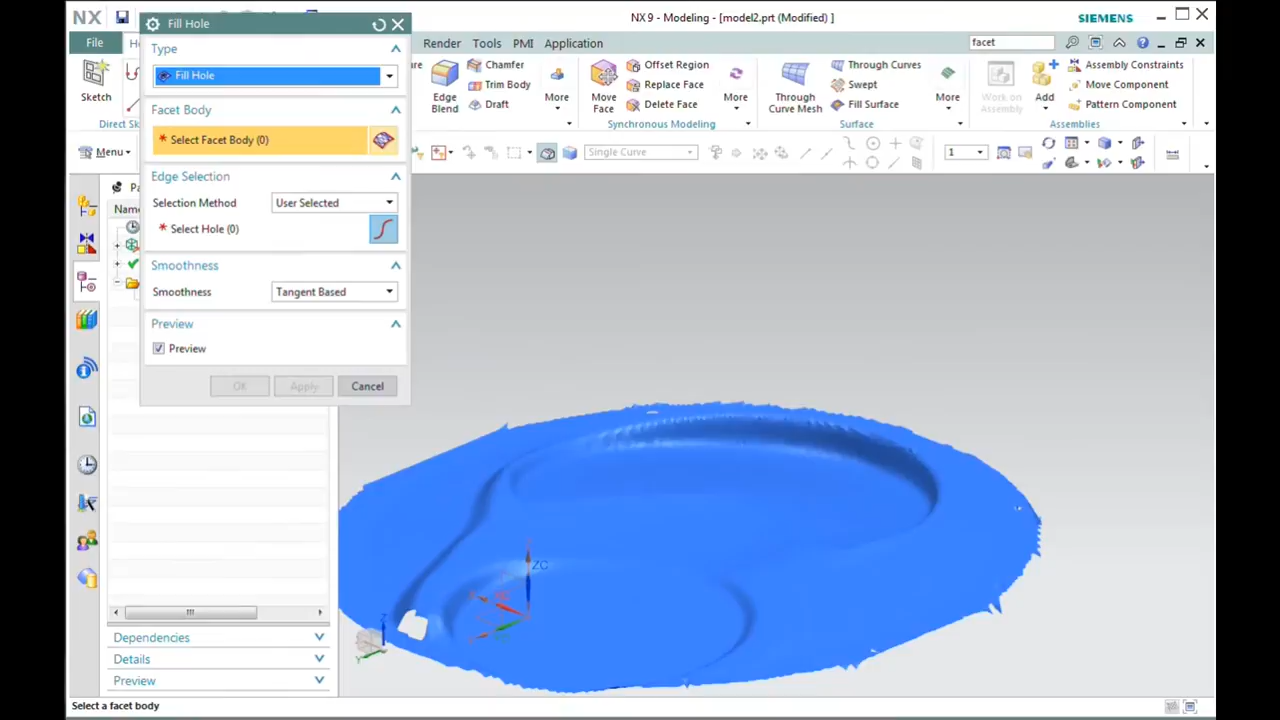 NX
NX 9 - Modeling - [model2.prt (Modified) ]
SIEMENS
Fill Hole
File
Render
Tools
PMI
Application
facet
Type
Fill Hole
Sketch
Chamfer
Trim Body
Draft
Edge
Blend
More
Move
Face
Offset Region
Replace Face
Delete Face
More
Through
Curve Mesh
Through Curves
Swept
Fill Surface
More
Work on
Assembly
Add
Assembly Constraints
Move Component
Pattern Component
Facet Body
Direct Sk
Synchronous Modeling
Surface
Assemblies
* Select Facet Body (0)
Menu
Single Curve
1
Edge Selection
Pa
Selection Method
User Selected
Nam
* Select Hole (0)
Smoothness
Smoothness
Tangent Based
Preview
Preview
OK
Apply
Cancel
ZC
Z
Y
Dependencies
Details
Preview
Select a facet body